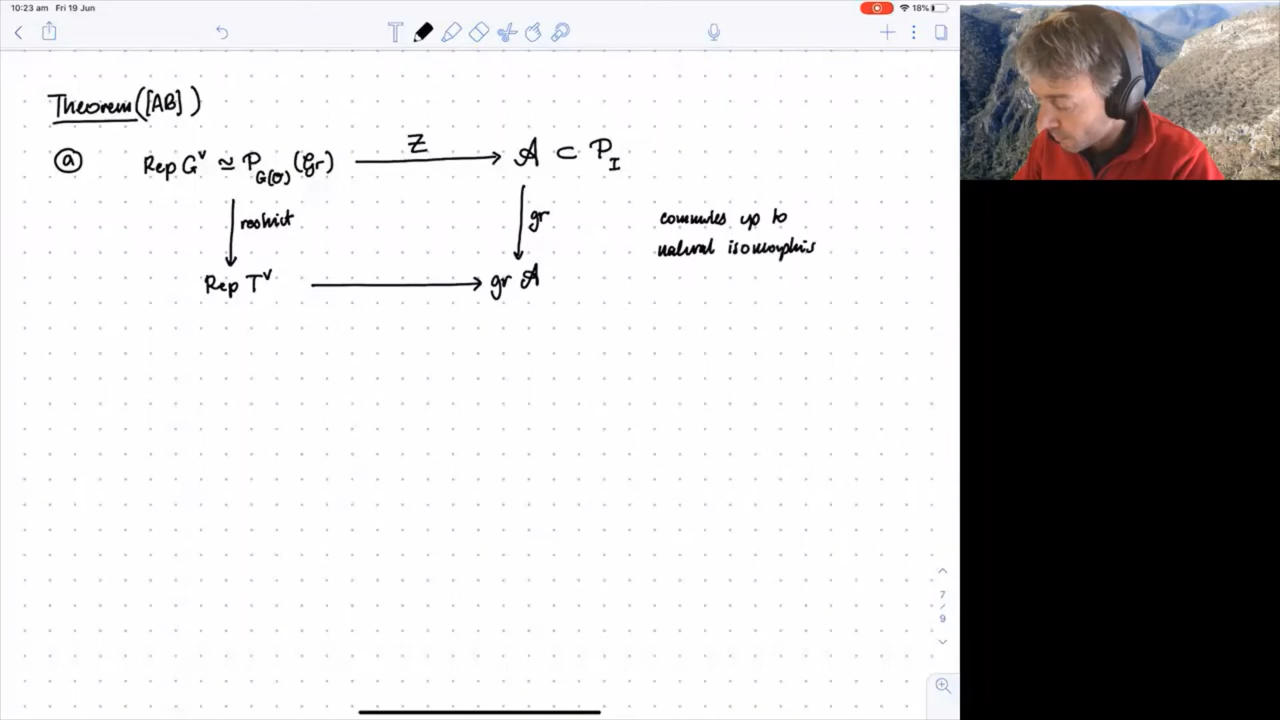 10:23 am Fri 19 Jun
18%
Theorem ([AB])
ⓐ Rep G^∨ ≃ P_{G(O)}(Gr) —Z→ 𝒜 ⊂ P_I
↓ restrict ↓ gr
commutes up to
natural isomorphis
Rep T^∨ ⟶ gr 𝒜
7
/
9